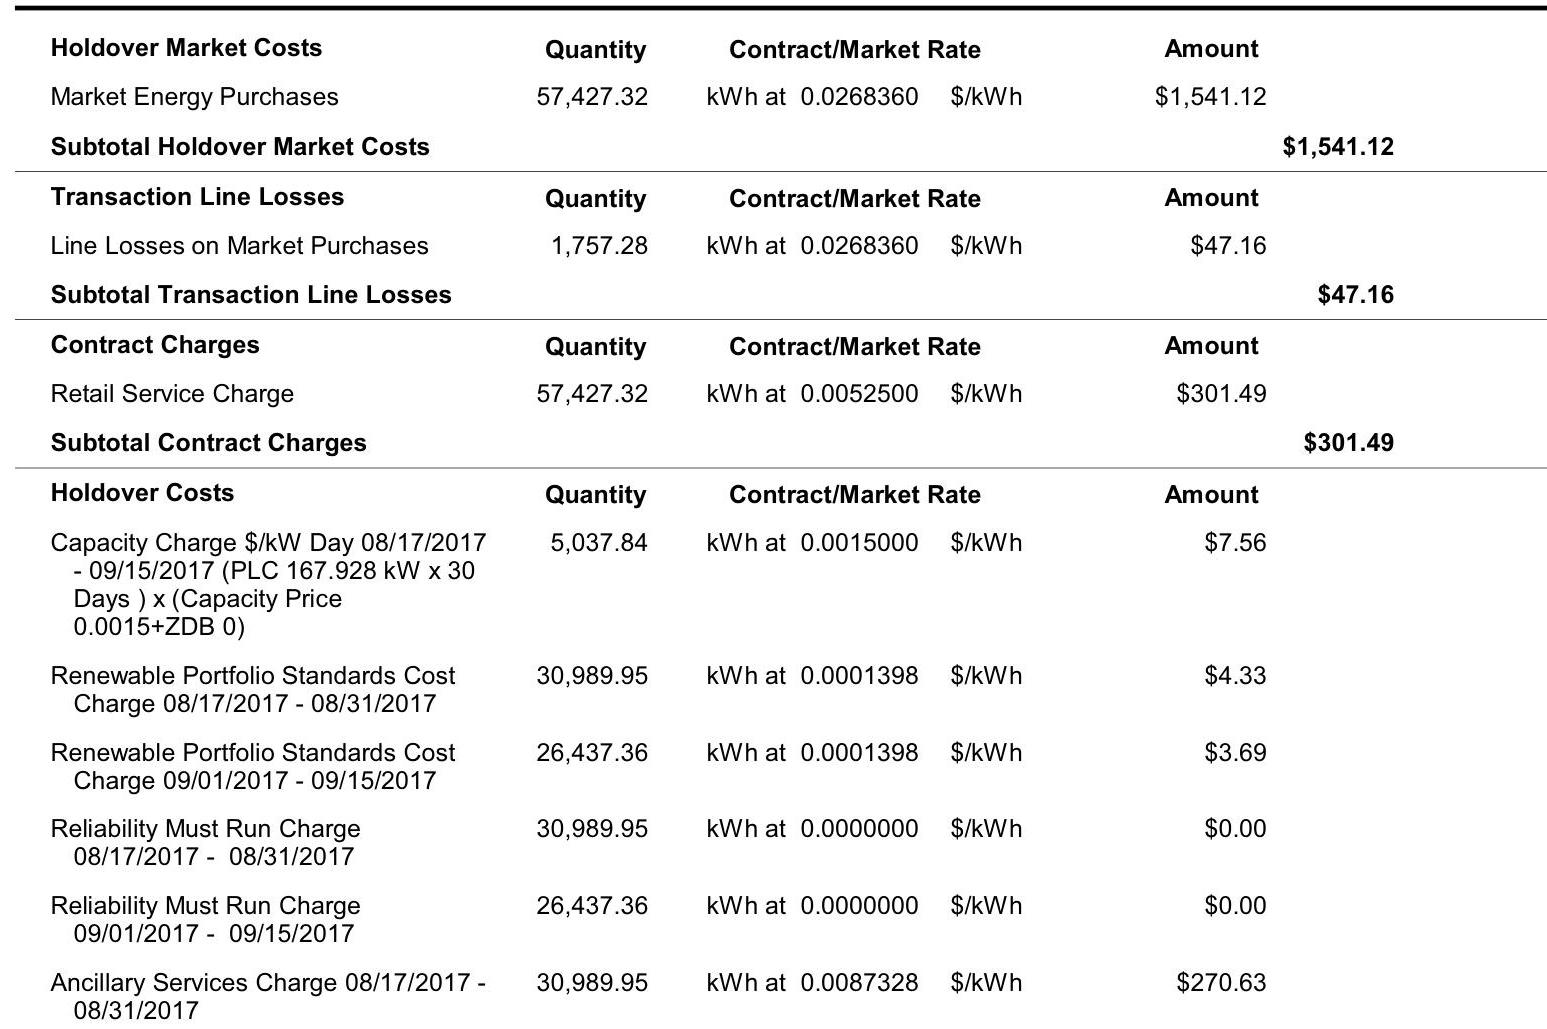 Holdover Market Costs Quantity Contract/Market Rate Amount
Market Energy Purchases 57,427.32 kWh at 0.0268360 $/kWh $1,541.12
Subtotal Holdover Market Costs $1,541.12
Transaction Line Losses Quantity Contract/Market Rate Amount
Line Losses on Market Purchases 1,757.28 kWh at 0.0268360 $/kWh $47.16
Subtotal Transaction Line Losses $47.16
Contract Charges Quantity Contract/Market Rate Amount
Retail Service Charge 57,427.32 kWh at 0.0052500 $/kWh $301.49
Subtotal Contract Charges $301.49
Holdover Costs Quantity Contract/Market Rate Amount
Capacity Charge $/kW Day 08/17/2017 5,037.84 kWh at 0.0015000 $/kWh $7.56
- 09/15/2017 (PLC 167.928 kW x 30
Days ) x (Capacity Price
0.0015+ZDB 0)
Renewable Portfolio Standards Cost 30,989.95 kWh at 0.0001398 $/kWh $4.33
Charge 08/17/2017 - 08/31/2017
Renewable Portfolio Standards Cost 26,437.36 kWh at 0.0001398 $/kWh $3.69
Charge 09/01/2017 - 09/15/2017
Reliability Must Run Charge 30,989.95 kWh at 0.0000000 $/kWh $0.00
08/17/2017 - 08/31/2017
Reliability Must Run Charge 26,437.36 kWh at 0.0000000 $/kWh $0.00
09/01/2017 - 09/15/2017
Ancillary Services Charge 08/17/2017 - 30,989.95 kWh at 0.0087328 $/kWh $270.63
08/31/2017